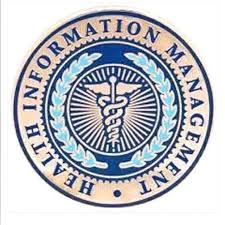 HEALTH INFORMATION MANAGEMENT